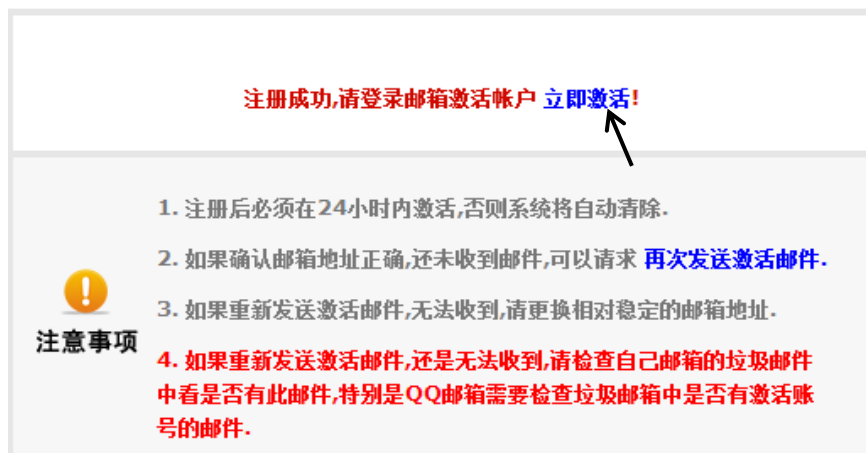 注册成功,请登录邮箱激活帐户 立即激活!
1. 注册后必须在24小时内激活,否则系统将自动清除.
2. 如果确认邮箱地址正确,还未收到邮件,可以请求 再次发送激活邮件.
3. 如果重新发送激活邮件,无法收到,请更换相对稳定的邮箱地址.
注意事项
4. 如果重新发送激活邮件,还是无法收到,请检查自己邮箱的垃圾邮件
中看是否有此邮件,特别是QQ邮箱需要检查垃圾邮箱中是否有激活账
号的邮件.